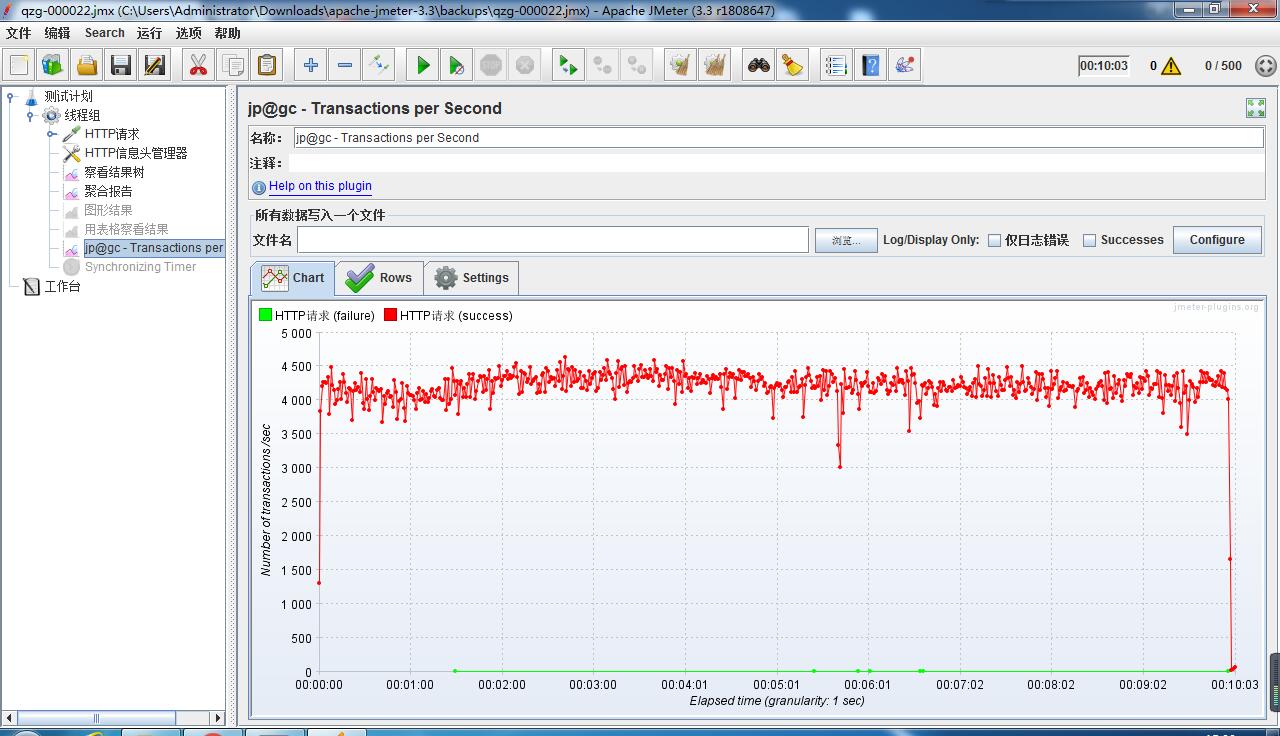 qzg-000022.jmx (C:\Users\Administrator\Downloads\apache-jmeter-3.3\backups\qzg-000022.jmx) - Apache JMeter (3.3 r1808647)
文件 编辑 Search 运行 选项 帮助
STOP 00:10:03 0 0 / 500
测试计划
线程组
HTTP请求
HTTP信息头管理器
察看结果树
聚合报告
图形结果
用表格察看结果
jp@gc - Transactions per
Synchronizing Timer
工作台
jp@gc - Transactions per Second
名称: jp@gc - Transactions per Second
注释:
Help on this plugin
所有数据写入一个文件
文件名 浏览... Log/Display Only: 仅日志错误 Successes Configure
Chart Rows Settings
jmeter-plugins.org
HTTP请求 (failure) HTTP请求 (success)
5 000
4 500
4 000
3 500
3 000
2 500
2 000
1 500
1 000
500
0
Number of transactions /sec
00:00:00 00:01:00 00:02:00 00:03:00 00:04:01 00:05:01 00:06:01 00:07:02 00:08:02 00:09:02 00:10:03
Elapsed time (granularity: 1 sec)